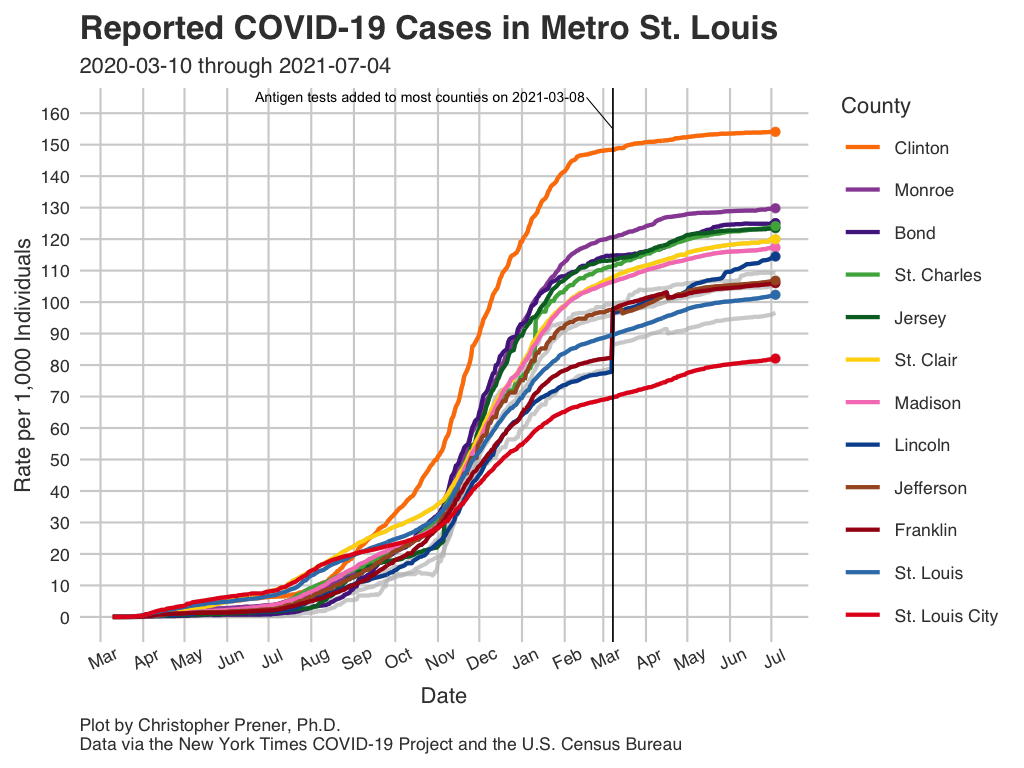 Reported COVID-19 Cases in Metro St. Louis
2020-03-10 through 2021-07-04
Antigen tests added to most counties on 2021-03-08
Rate per 1,000 Individuals
160
150
140
130
120
110
100
90
80
70
60
50
40
30
20
10
0
Mar Apr May Jun Jul Aug Sep Oct Nov Dec Jan Feb Mar Apr May Jun Jul
Date
County
Clinton
Monroe
Bond
St. Charles
Jersey
St. Clair
Madison
Lincoln
Jefferson
Franklin
St. Louis
St. Louis City
Plot by Christopher Prener, Ph.D.
Data via the New York Times COVID-19 Project and the U.S. Census Bureau